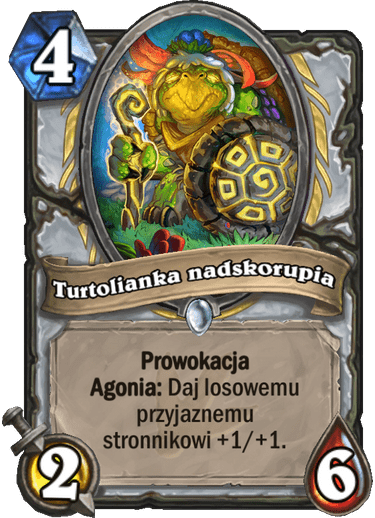 4
Turtolianka nadskorupia
Prowokacja
Agonia: Daj losowemu
przyjaznemu
stronnikowi +1/+1.
2
6